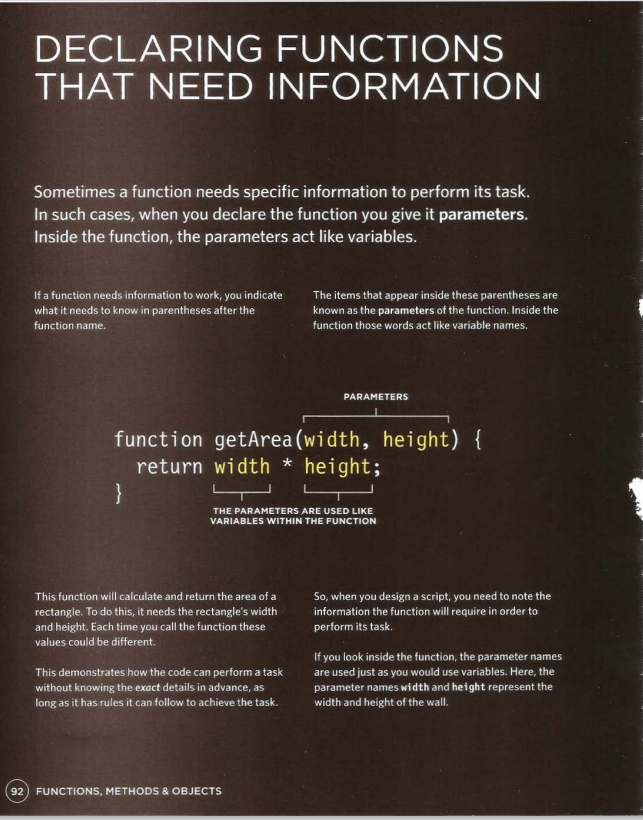 DECLARING FUNCTIONS
THAT NEED INFORMATION
Sometimes a function needs specific information to perform its task.
In such cases, when you declare the function you give it parameters.
Inside the function, the parameters act like variables.
If a function needs information to work, you indicate
what it needs to know in parentheses after the
function name.
The items that appear inside these parentheses are
known as the parameters of the function. Inside the
function those words act like variable names.
PARAMETERS
function getArea(width, height) {
return width * height;
}
THE PARAMETERS ARE USED LIKE
VARIABLES WITHIN THE FUNCTION
This function will calculate and return the area of a
rectangle. To do this, it needs the rectangle's width
and height. Each time you call the function these
values could be different.
This demonstrates how the code can perform a task
without knowing the exact details in advance, as
long as it has rules it can follow to achieve the task.
So, when you design a script, you need to note the
information the function will require in order to
perform its task.
If you look inside the function, the parameter names
are used just as you would use variables. Here, the
parameter names width and height represent the
width and height of the wall.
92 FUNCTIONS, METHODS & OBJECTS